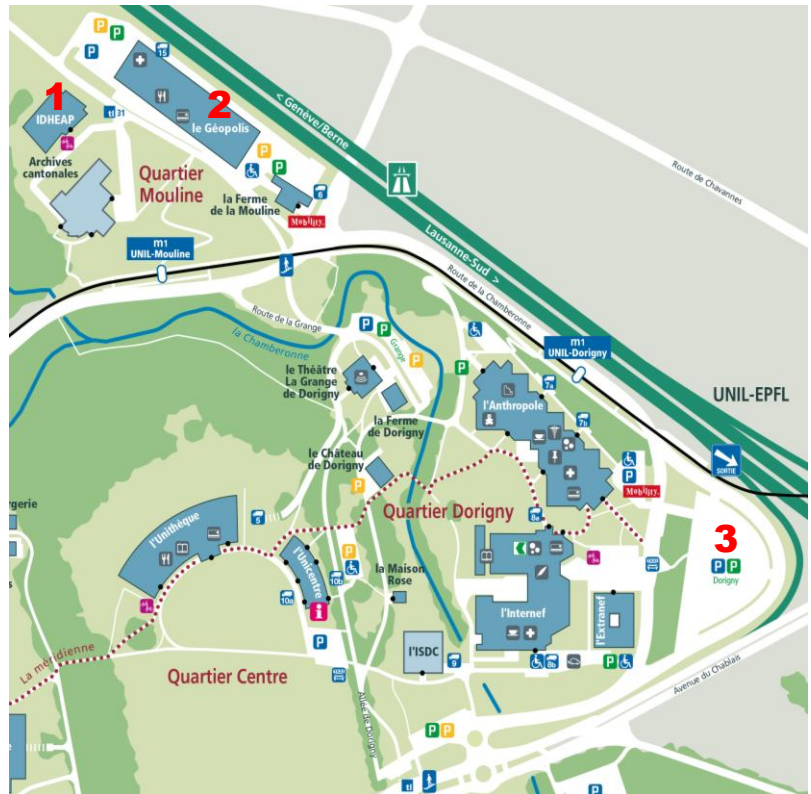 P
P
P
15
1
IDHEAP
tl 31
2
le Géopolis
< Genève/Berne >
Route de Chavannes
Archives
cantonales
Quartier
Mouline
P
P
la Ferme
de la Mouline
6
Mobility.
m1
UNIL-Mouline
Lausanne-Sud >
Route de la Chamberonne
Route de la Grange
la Chamberonne
P
P
Grange
P
P
m1
UNIL-Dorigny
le Théâtre
La Grange
de Dorigny
7a
l'Anthropole
7b
UNIL-EPFL
la Ferme
de Dorigny
SORTIE
le Château
de Dorigny
P
P
Mobility.
rgerie
5
l'Unithèque
Quartier Dorigny
8a
3
P P
Dorigny
P
l'Unicentre
10b
10a
i
la Maison
Rose
l'Internef
l'Extranef
La méridienne
P
Quartier Centre
l'ISDC
9
8b
P
Avenue du Chablais
Allée de Dorigny
P P
tl
P
P